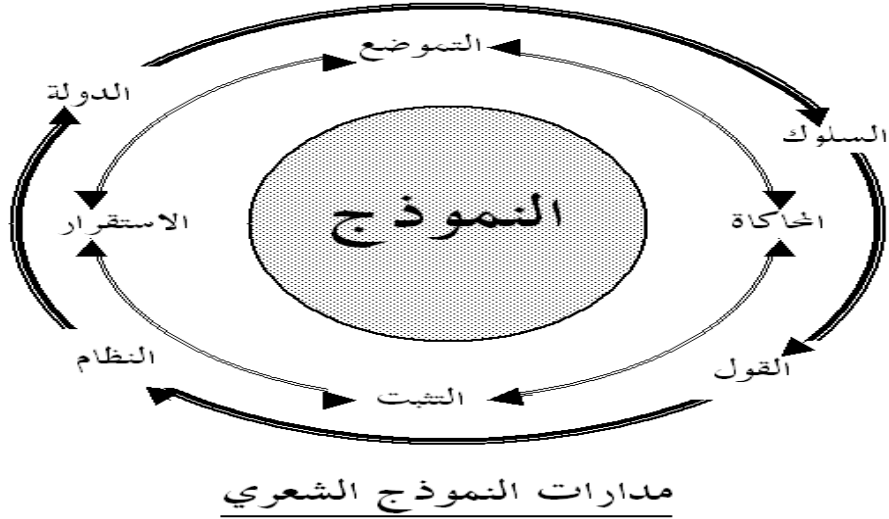 التموضع
الدولة
السلوك
النموذج
المحاكاة
الاستقرار
النظام
القول
التثبت
مدارات النموذج الشعري